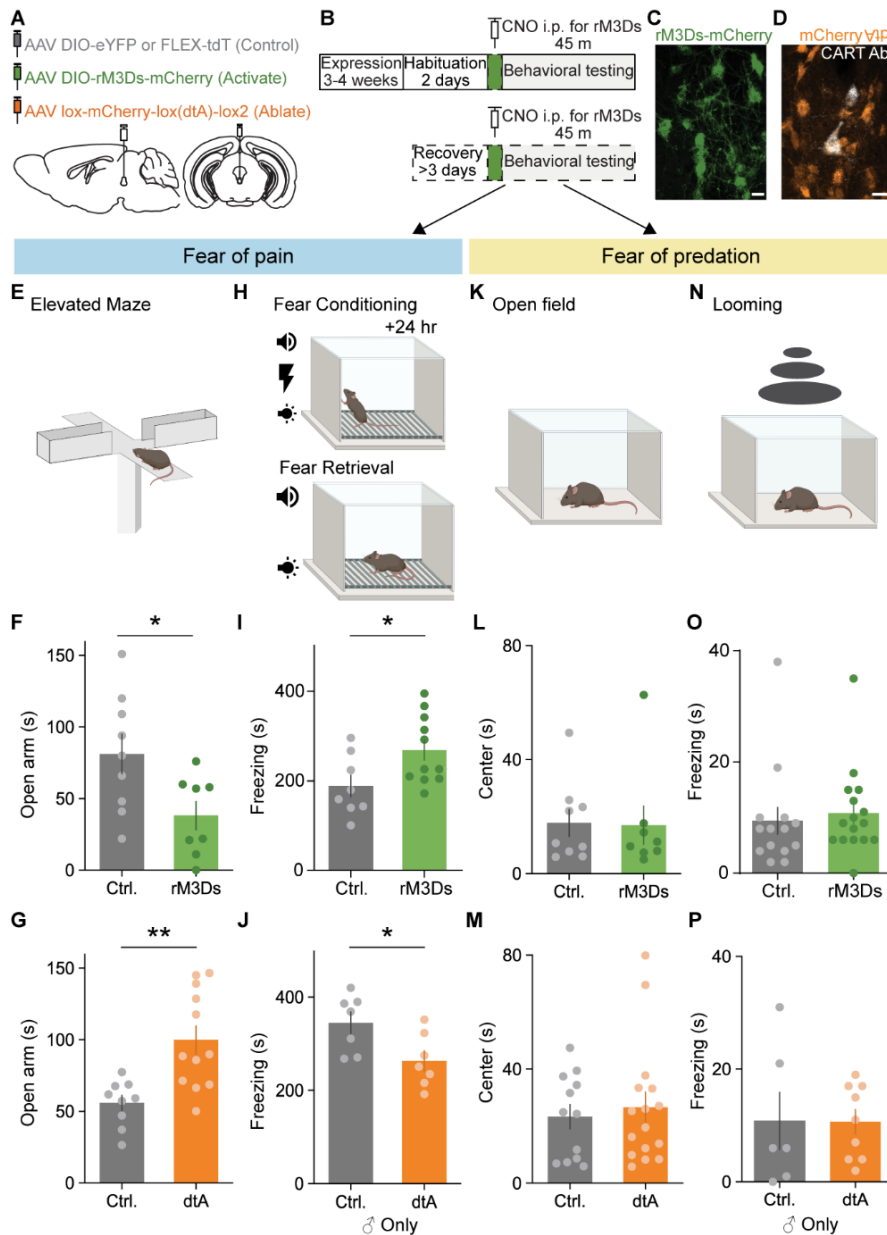 A
AAV DIO-eYFP or FLEX-tdT (Control)
AAV DIO-rM3Ds-mCherry (Activate)
AAV lox-mCherry-lox(dtA)-lox2 (Ablate)
B
CNO i.p. for rM3Ds
45 m
Expression
3-4 weeks
Habituation
2 days
Behavioral testing
CNO i.p. for rM3Ds
45 m
Recovery
>3 days
Behavioral testing
C
rM3Ds-mCherry
D
mCherry
CART Ab
Fear of pain
Fear of predation
E
Elevated Maze
H
Fear Conditioning
+24 hr
Fear Retrieval
K
Open field
N
Looming
F
*
Open arm (s)
150
100
50
0
Ctrl.
rM3Ds
I
*
Freezing (s)
400
200
0
Ctrl.
rM3Ds
L
Center (s)
80
40
0
Ctrl.
rM3Ds
O
Freezing (s)
40
20
0
Ctrl.
rM3Ds
G
**
Open arm (s)
150
100
50
0
Ctrl.
dtA
J
*
Freezing (s)
400
200
0
Ctrl.
dtA
♂ Only
M
Center (s)
80
40
0
Ctrl.
dtA
P
Freezing (s)
40
20
0
Ctrl.
dtA
♂ Only